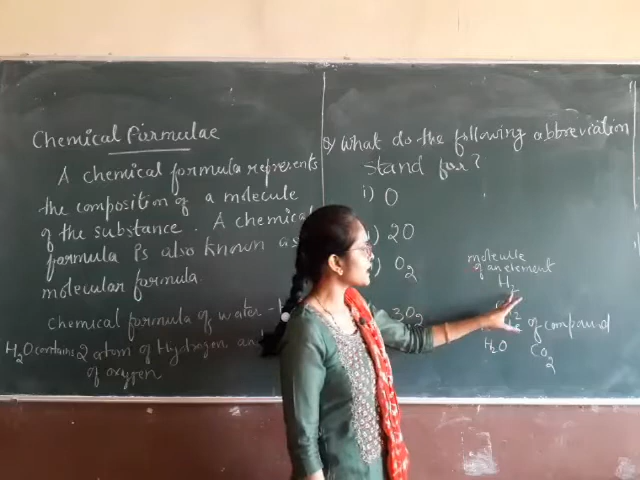 Chemical Formulae
A chemical formula represents
the composition of a molecule
of the substance. A chemical
formula is also known as
molecular formula.
Chemical formula of water -
H2O contains 2 atom of Hydrogen and
of oxygen
Q) What do the following abbreviation
stand for?
i) O
) 2O
) O2
3O2
molecule
of an element
H2
of compound
H2O CO2